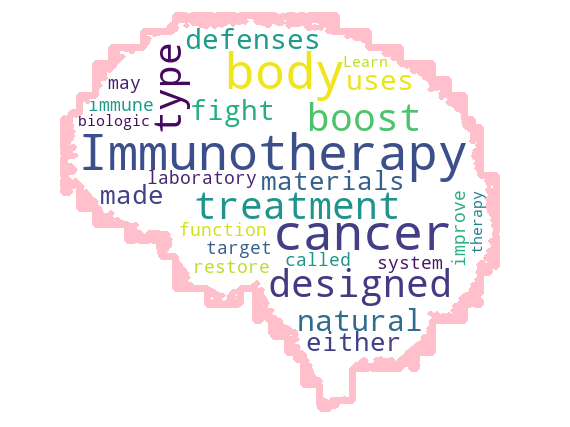 defenses
body
Learn
type
may
uses
immune
fight
boost
biologic
Immunotherapy
laboratory
materials
made
treatment
improve
therapy
function
cancer
target
called
system
restore
designed
natural
either